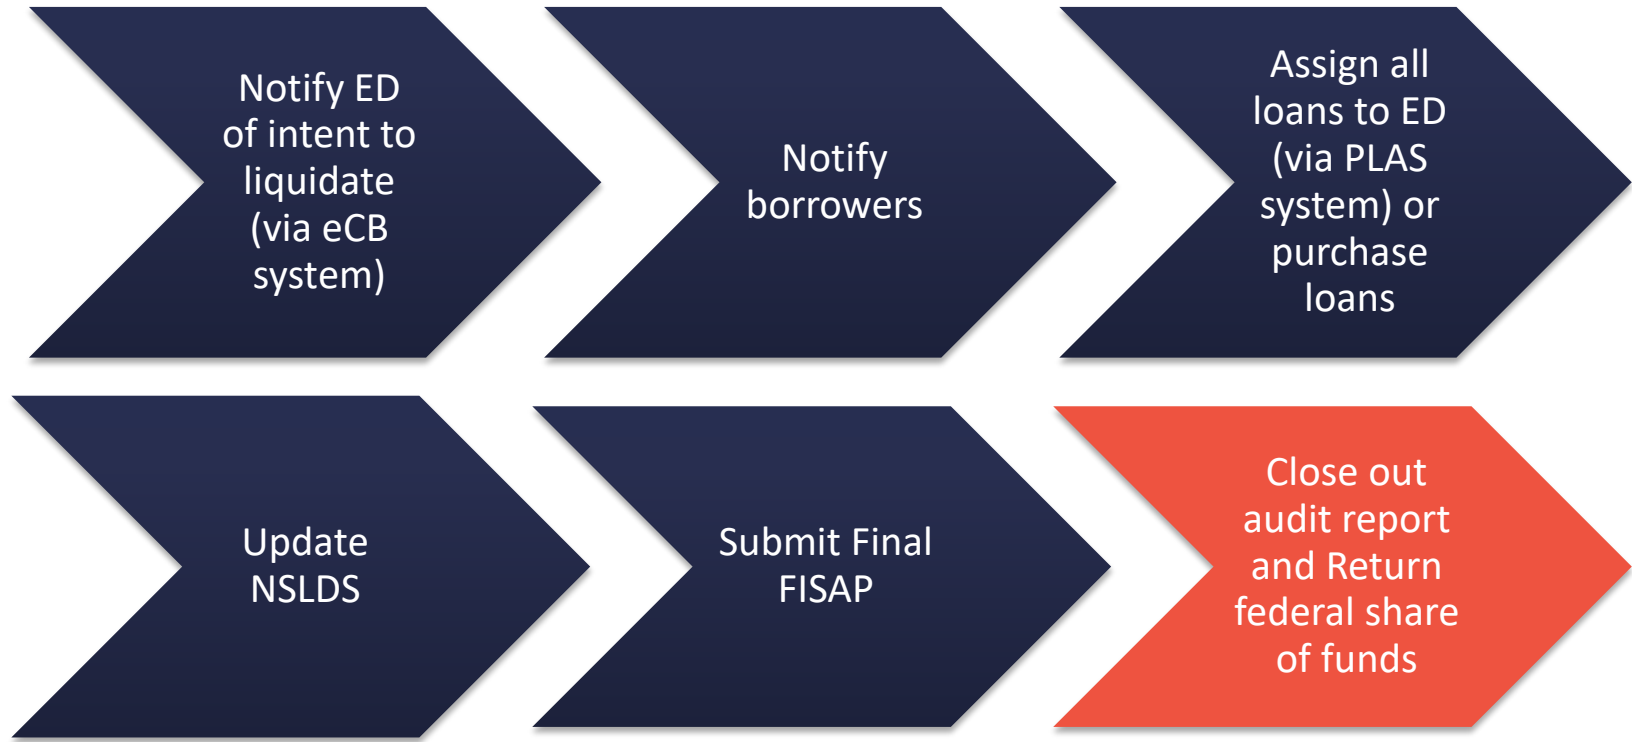 Notify ED
of intent to
liquidate
(via eCB
system)
Notify
borrowers
Assign all
loans to ED
(via PLAS
system) or
purchase
loans
Update
NSLDS
Submit Final
FISAP
Close out
audit report
and Return
federal share
of funds